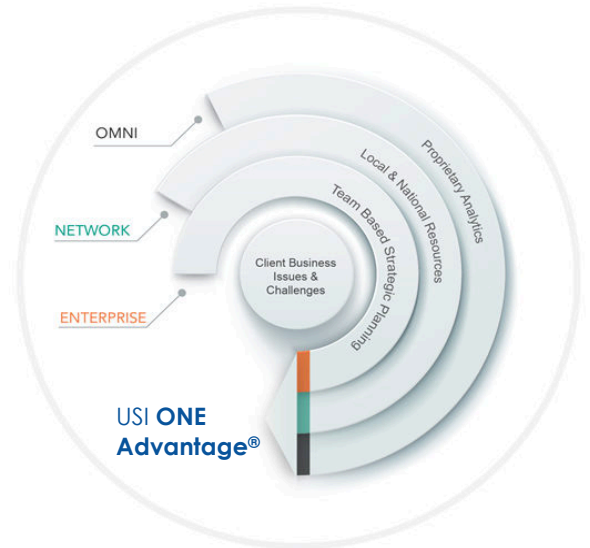 OMNI
NETWORK
ENTERPRISE
Proprietary Analytics
Local & National Resources
Team Based Strategic Planning
Client Business
Issues &
Challenges
USI ONE
Advantage®